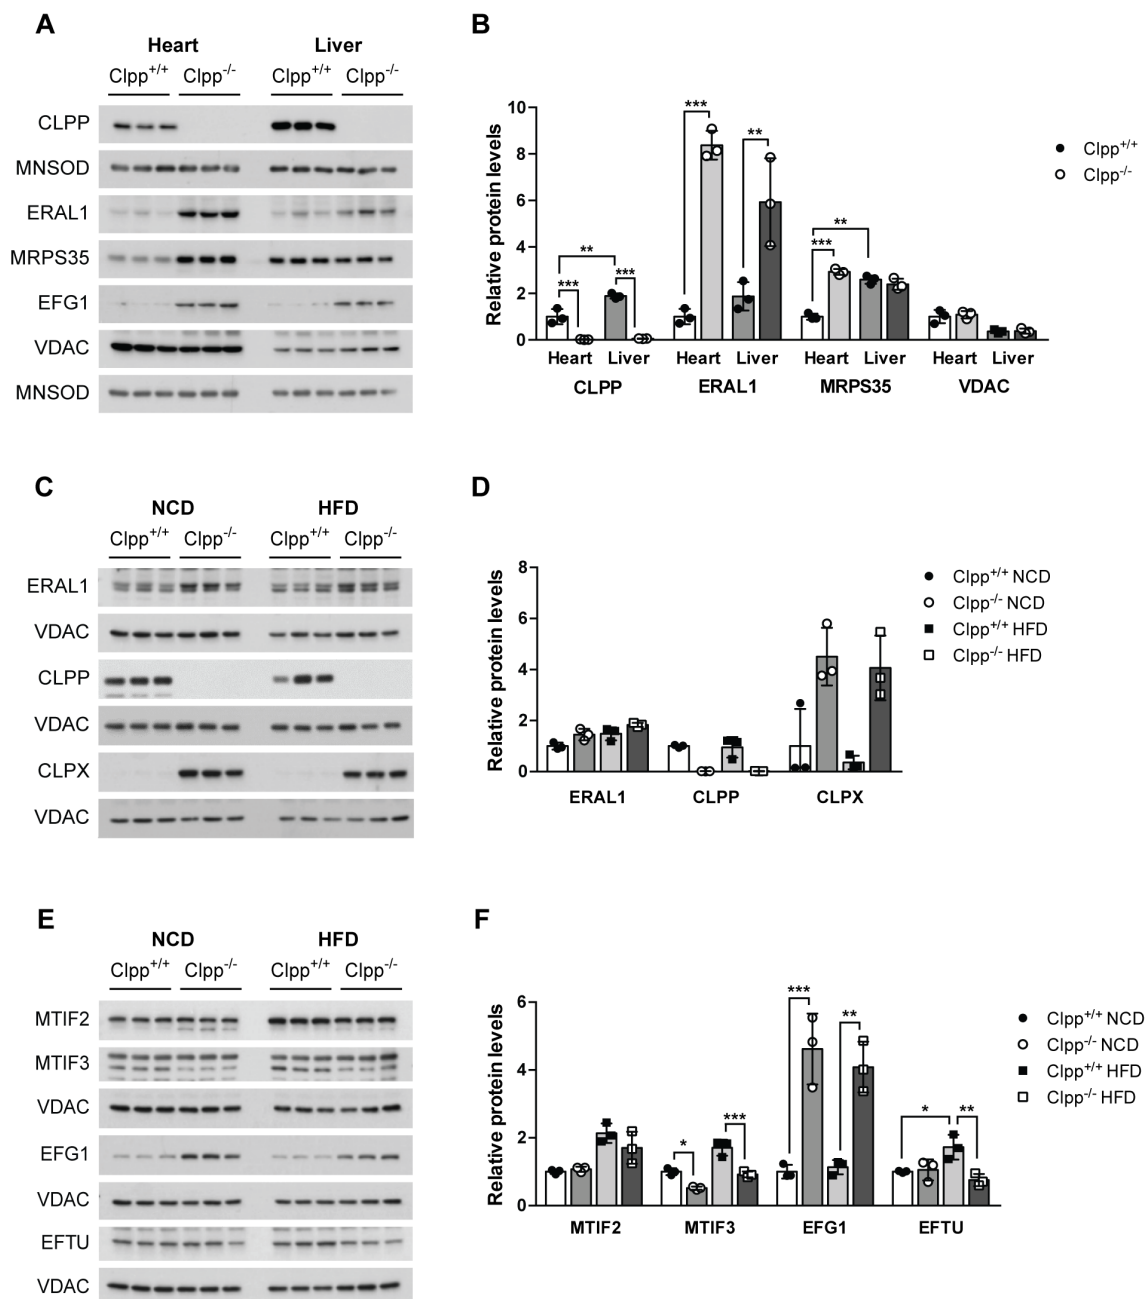 A
Heart Liver
Clpp+/+ Clpp-/- Clpp+/+ Clpp-/-
CLPP
MNSOD
ERAL1
MRPS35
EFG1
VDAC
MNSOD
B
Relative protein levels
10
8
6
4
2
0
*** ** *** *** ** *** **
Heart Liver Heart Liver Heart Liver Heart Liver
CLPP ERAL1 MRPS35 VDAC
Clpp+/+
Clpp-/-
C
NCD HFD
Clpp+/+ Clpp-/- Clpp+/+ Clpp-/-
ERAL1
VDAC
CLPP
VDAC
CLPX
VDAC
D
Relative protein levels
8
6
4
2
0
ERAL1 CLPP CLPX
Clpp+/+ NCD
Clpp-/- NCD
Clpp+/+ HFD
Clpp-/- HFD
E
NCD HFD
Clpp+/+ Clpp-/- Clpp+/+ Clpp-/-
MTIF2
MTIF3
VDAC
EFG1
VDAC
EFTU
VDAC
F
Relative protein levels
6
4
2
0
* *** *** ** * **
MTIF2 MTIF3 EFG1 EFTU
Clpp+/+ NCD
Clpp-/- NCD
Clpp+/+ HFD
Clpp-/- HFD